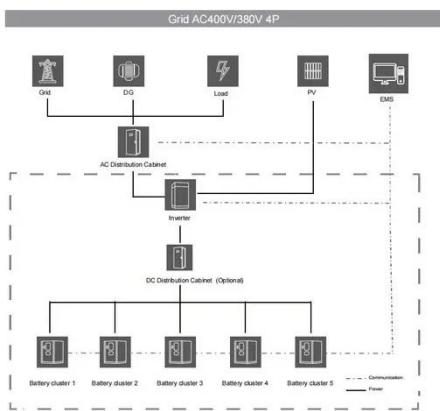 Grid AC400V/380V 4P
Grid
DG
Load
PV
EMS
AC Distribution Cabinet
Inverter
DC Distribution Cabinet (Optional)
Battery cluster 1
Battery cluster 2
Battery cluster 3
Battery cluster 4
Battery cluster 5
Communication
Power